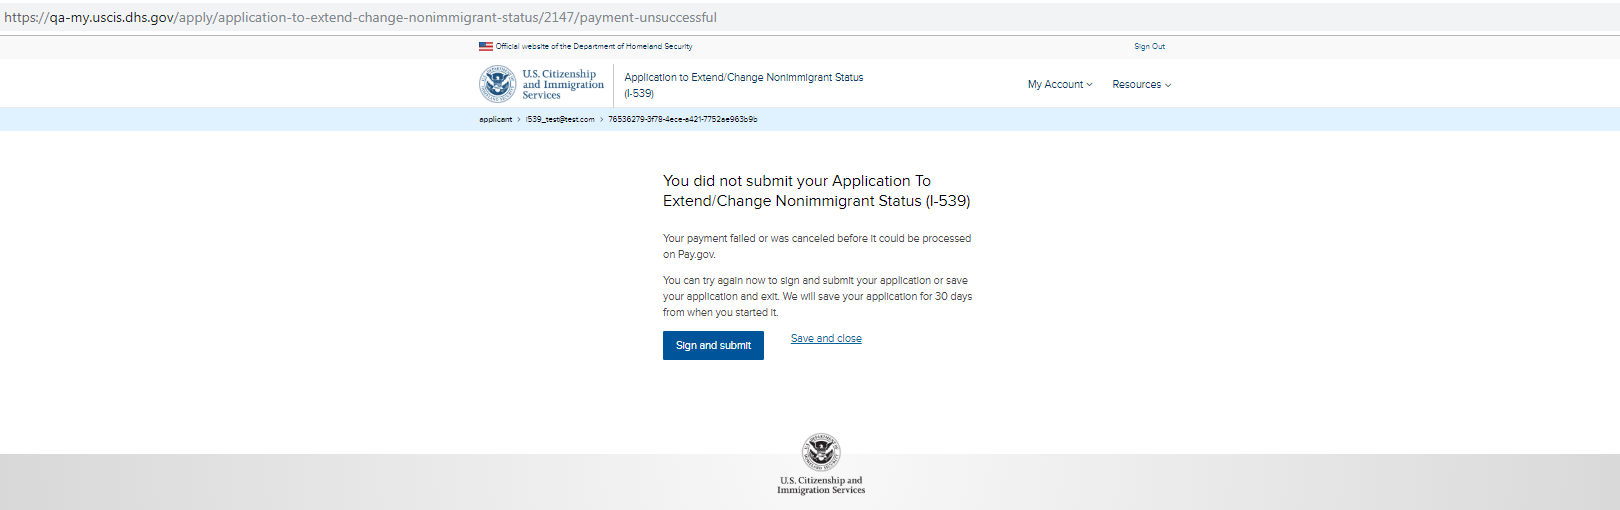 https://qa-my.uscis.dhs.gov/apply/application-to-extend-change-nonimmigrant-status/2147/payment-unsuccessful
Official website of the Department of Homeland Security
Sign Out
U.S. Citizenship
and Immigration
Services
Application to Extend/Change Nonimmigrant Status
(I-539)
My Account
Resources
applicant > i539_test@test.com > 76536279-3f78-4ece-a421-7752ae963b9b
You did not submit your Application To
Extend/Change Nonimmigrant Status (I-539)
Your payment failed or was canceled before it could be processed
on Pay.gov.
You can try again now to sign and submit your application or save
your application and exit. We will save your application for 30 days
from when you started it.
Sign and submit
Save and close
U.S. Citizenship and
Immigration Services